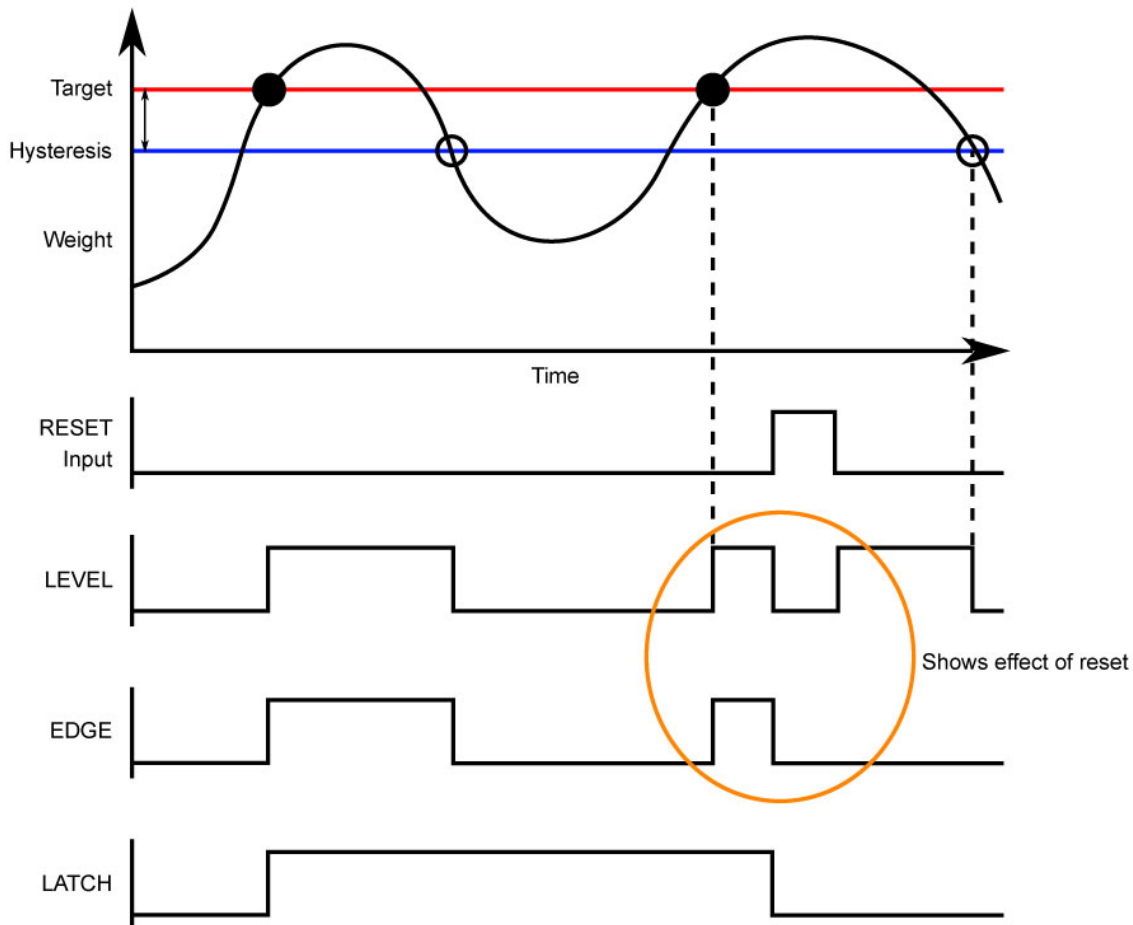 Target
Hysteresis
Weight
Time
RESET
Input
LEVEL
Shows effect of reset
EDGE
LATCH